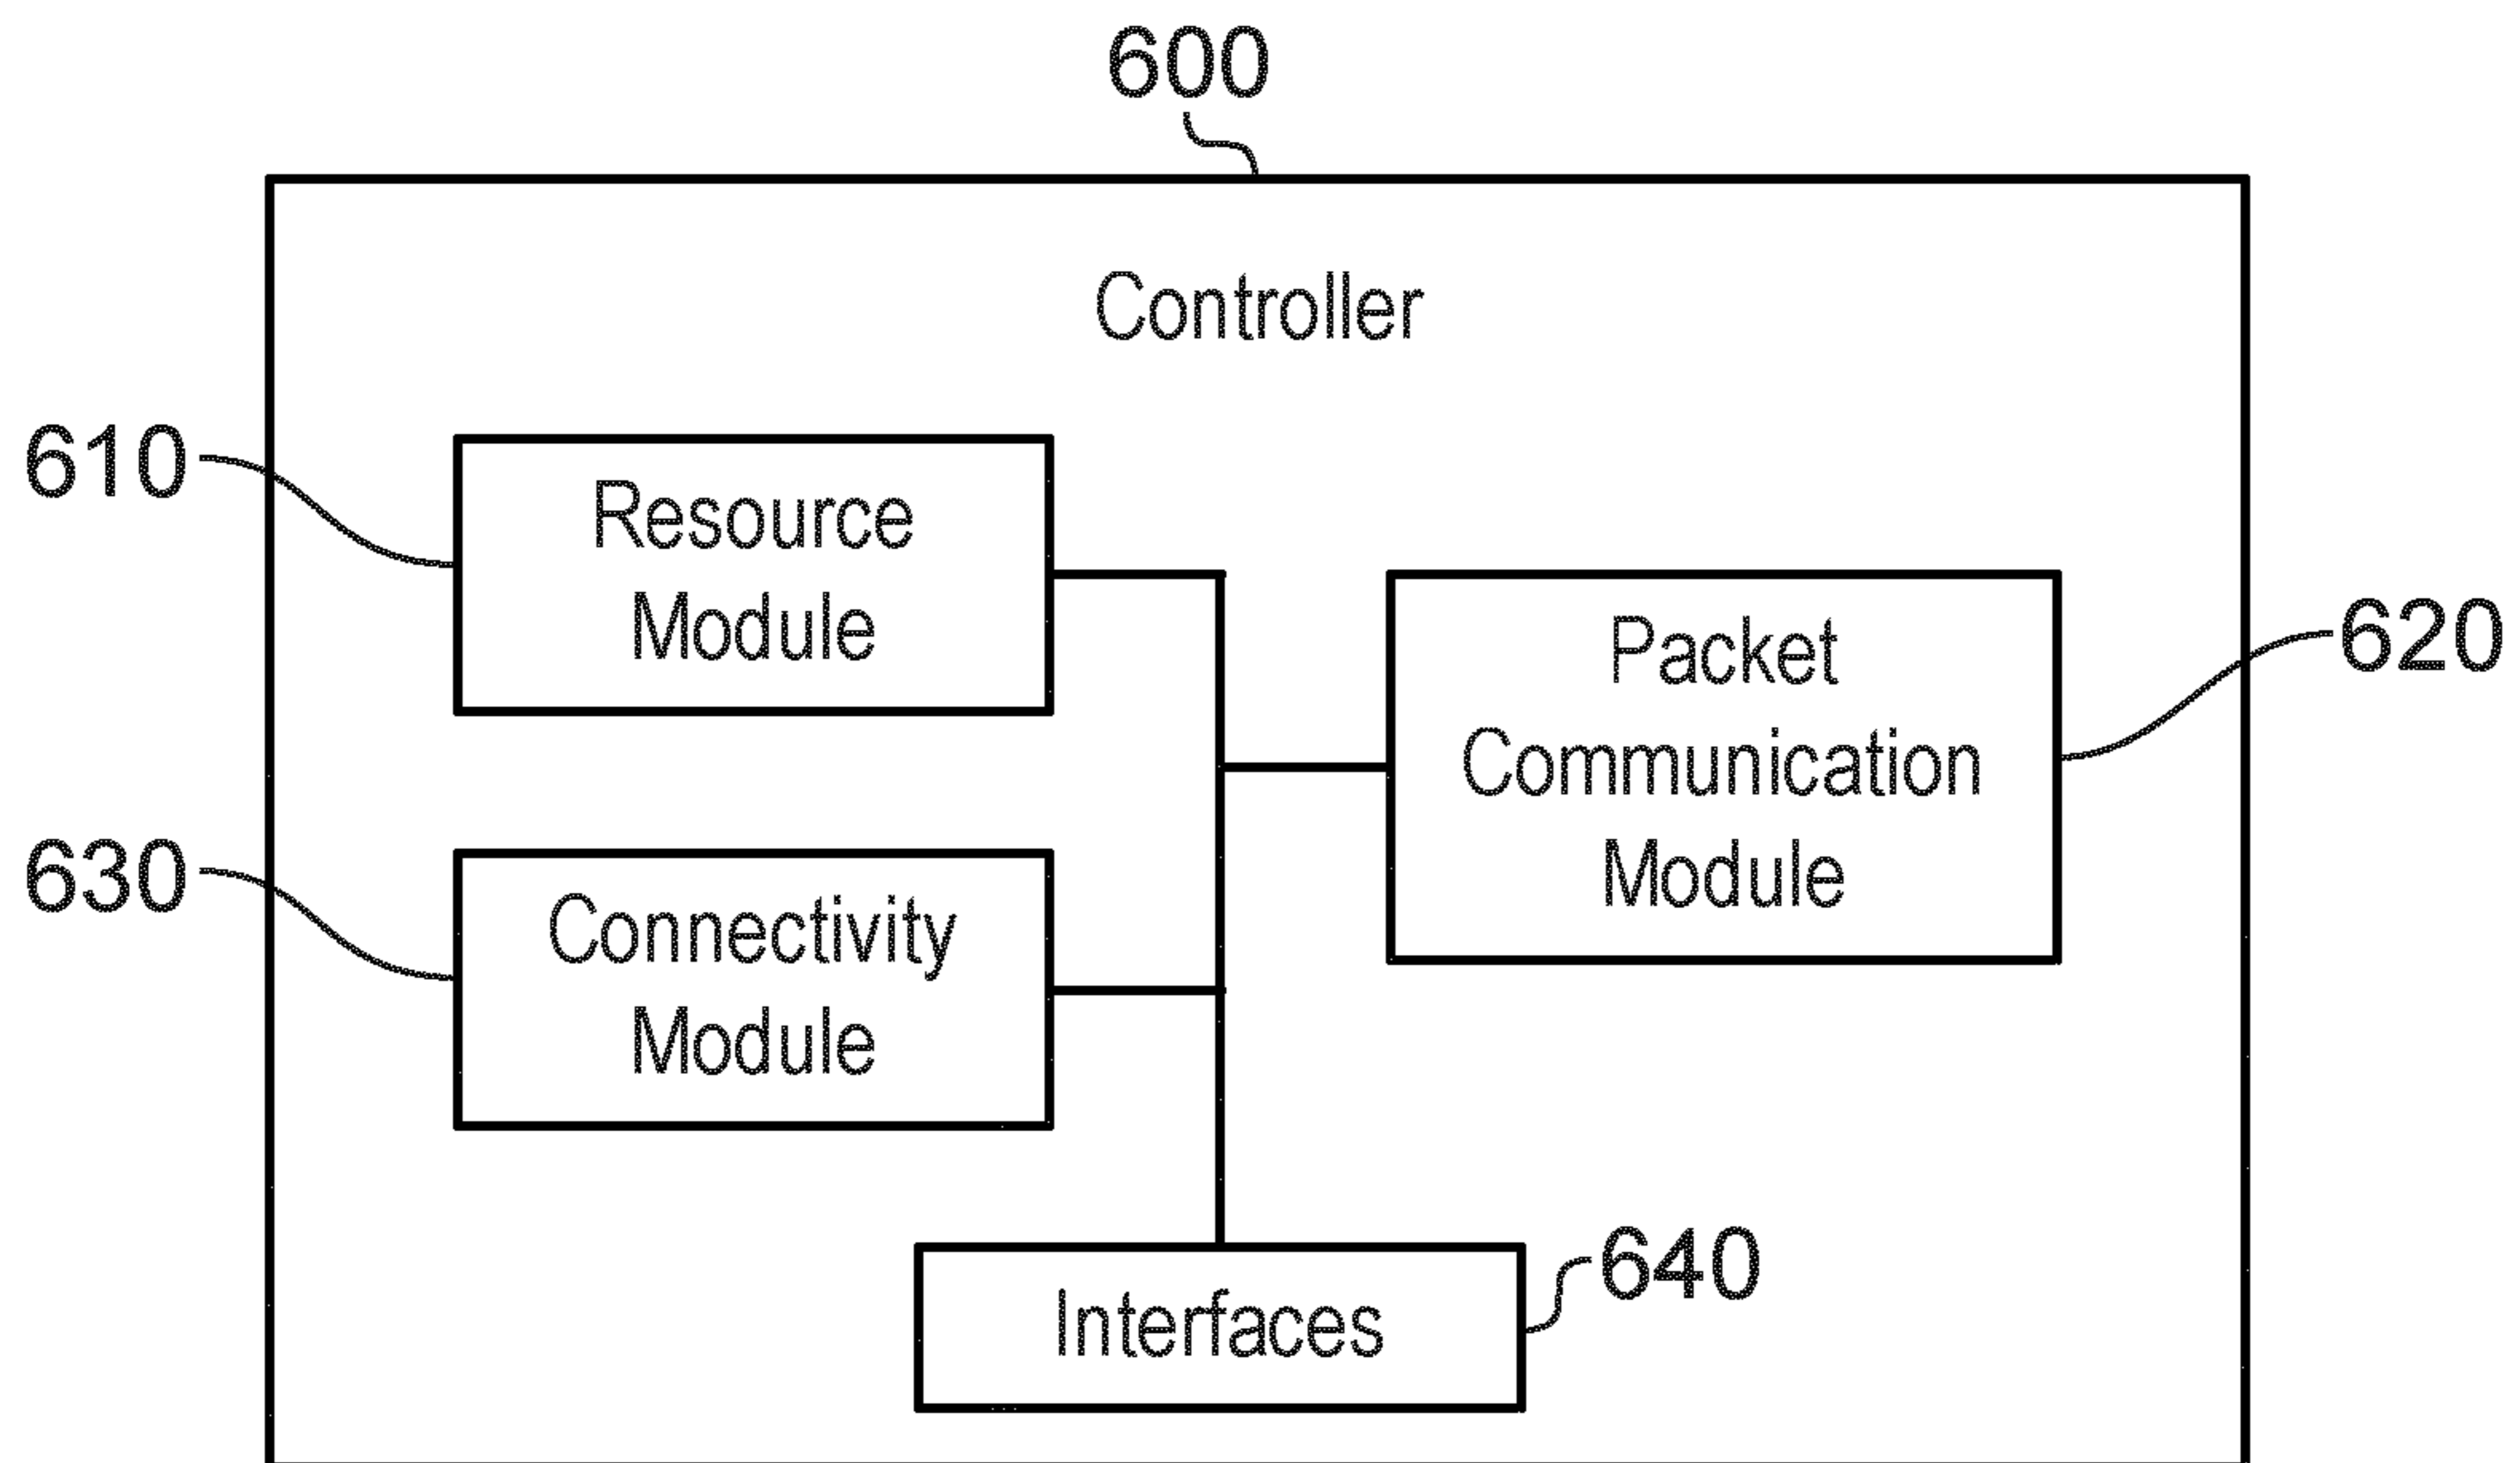 600
Controller
610
Resource
Module
620
Packet
Communication
Module
630
Connectivity
Module
640
Interfaces